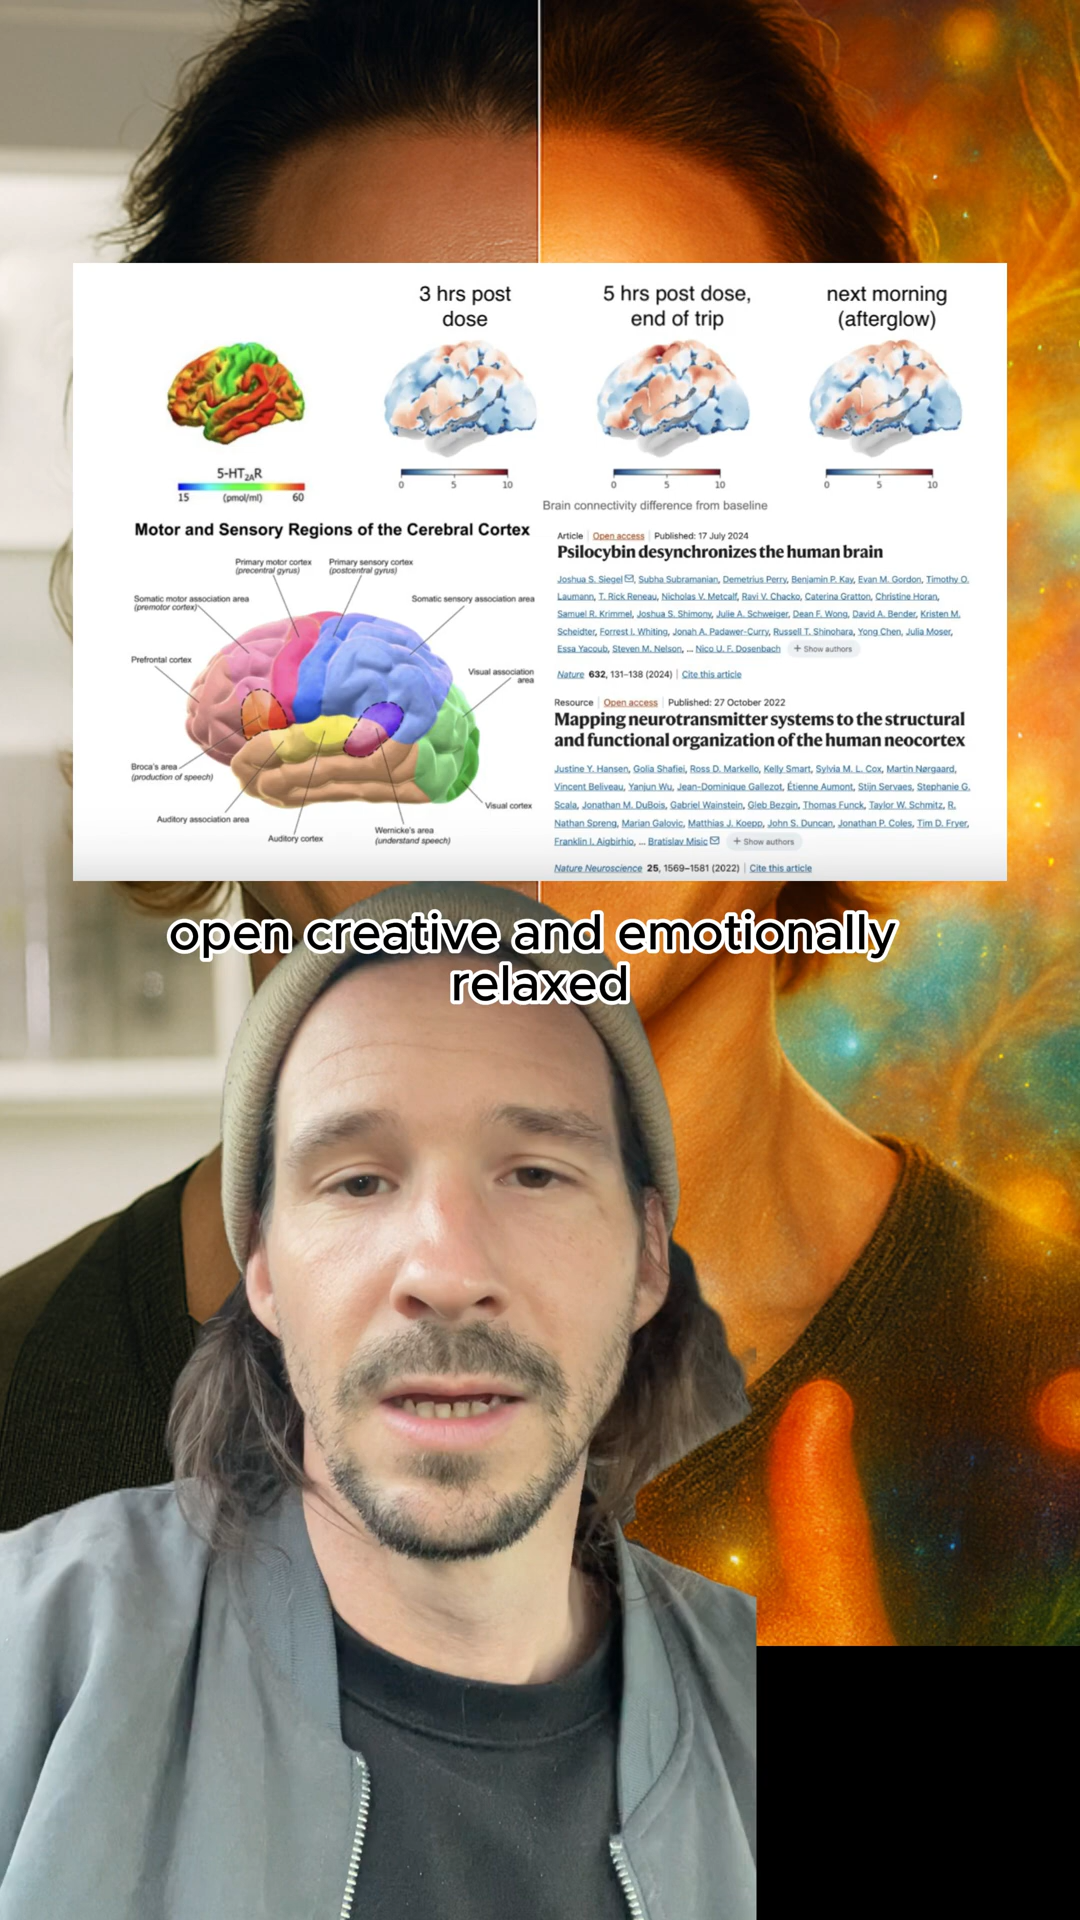 3 hrs post
dose
5 hrs post dose,
end of trip
next morning
(afterglow)
5-HT2AR
15 (pmol/ml) 60
0 5 10
0 5 10
0 5 10
Brain connectivity difference from baseline
Motor and Sensory Regions of the Cerebral Cortex
Primary motor cortex
(precentral gyrus)
Primary sensory cortex
(postcentral gyrus)
Somatic motor association area
(premotor cortex)
Somatic sensory association area
Prefrontal cortex
Visual association
area
Broca's area
(production of speech)
Visual cortex
Auditory association area
Auditory cortex
Wernicke's area
(understand speech)
Article | Open access | Published: 17 July 2024
Psilocybin desynchronizes the human brain
Joshua S. Siegel, Subha Subramanian, Demetrius Perry, Benjamin P. Kay, Evan M. Gordon, Timothy O.
Laumann, T. Rick Reneau, Nicholas V. Metcalf, Ravi V. Chacko, Caterina Gratton, Christine Horan,
Samuel R. Krimmel, Joshua S. Shimony, Julie A. Schweiger, Dean F. Wong, David A. Bender, Kristen M.
Scheidter, Forrest I. Whiting, Jonah A. Padawer-Curry, Russell T. Shinohara, Yong Chen, Julia Moser,
Essa Yacoub, Steven M. Nelson, ... Nico U. F. Dosenbach + Show authors
Nature 632, 131–138 (2024) | Cite this article
Resource | Open access | Published: 27 October 2022
Mapping neurotransmitter systems to the structural
and functional organization of the human neocortex
Justine Y. Hansen, Golia Shafiei, Ross D. Markello, Kelly Smart, Sylvia M. L. Cox, Martin Nørgaard,
Vincent Beliveau, Yanjun Wu, Jean-Dominique Gallezot, Étienne Aumont, Stijn Servaes, Stephanie G.
Scala, Jonathan M. DuBois, Gabriel Wainstein, Gleb Bezgin, Thomas Funck, Taylor W. Schmitz, R.
Nathan Spreng, Marian Galovic, Matthias J. Koepp, John S. Duncan, Jonathan P. Coles, Tim D. Fryer,
Franklin I. Aigbirhio, ... Bratislav Misic + Show authors
Nature Neuroscience 25, 1569–1581 (2022) | Cite this article
open creative and emotionally
relaxed